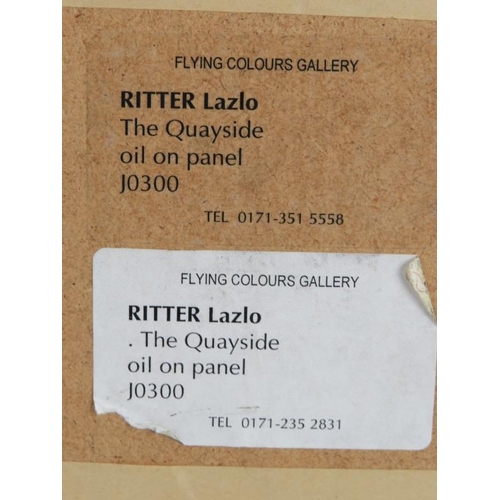 FLYING COLOURS GALLERY
RITTER Lazlo
The Quayside
oil on panel
J0300
TEL 0171-351 5558
FLYING COLOURS GALLERY
RITTER Lazlo
. The Quayside
oil on panel
J0300
TEL 0171-235 2831